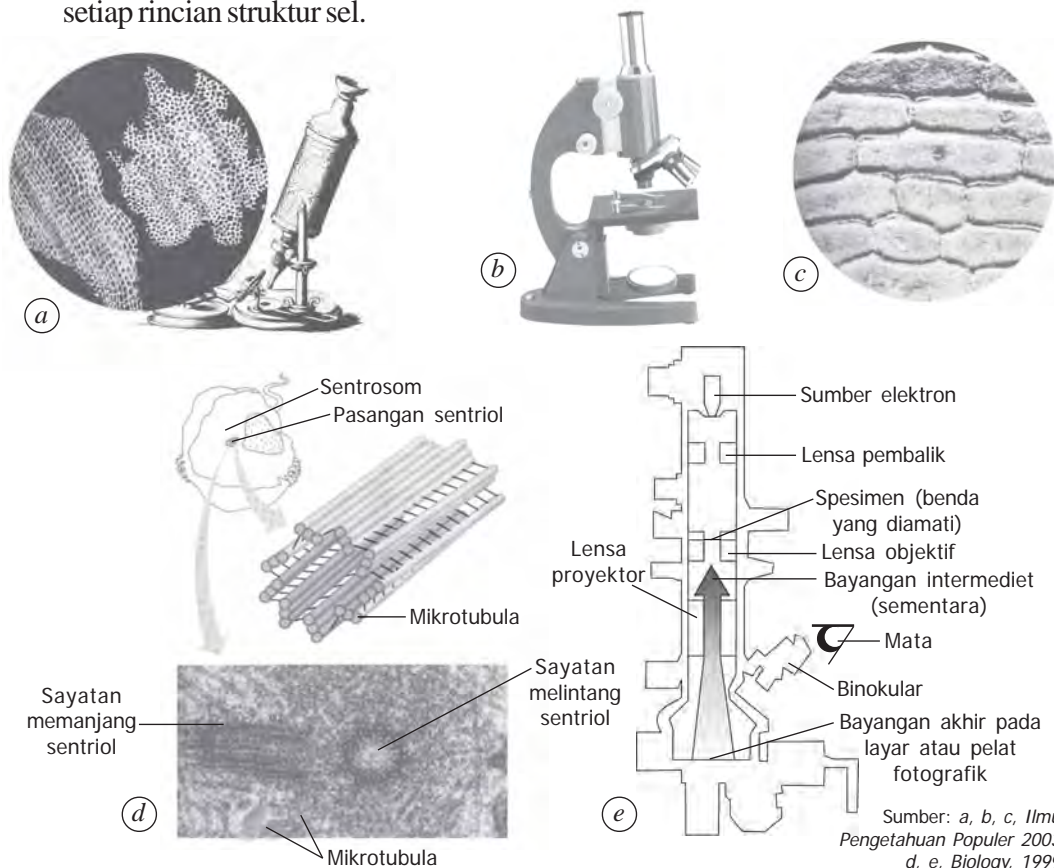 setiap rincian struktur sel.
a
b
c
Sentrosom
Pasangan sentriol
Mikrotubula
Sayatan
memanjang
sentriol
Sayatan
melintang
sentriol
d
Mikrotubula
Sumber elektron
Lensa pembalik
Spesimen (benda
yang diamati)
Lensa
proyektor
Lensa objektif
Bayangan intermediet
(sementara)
Mata
Binokular
Bayangan akhir pada
layar atau pelat
fotografik
e
Sumber: a, b, c, Ilmu
Pengetahuan Populer
d, e, Biology, 1999